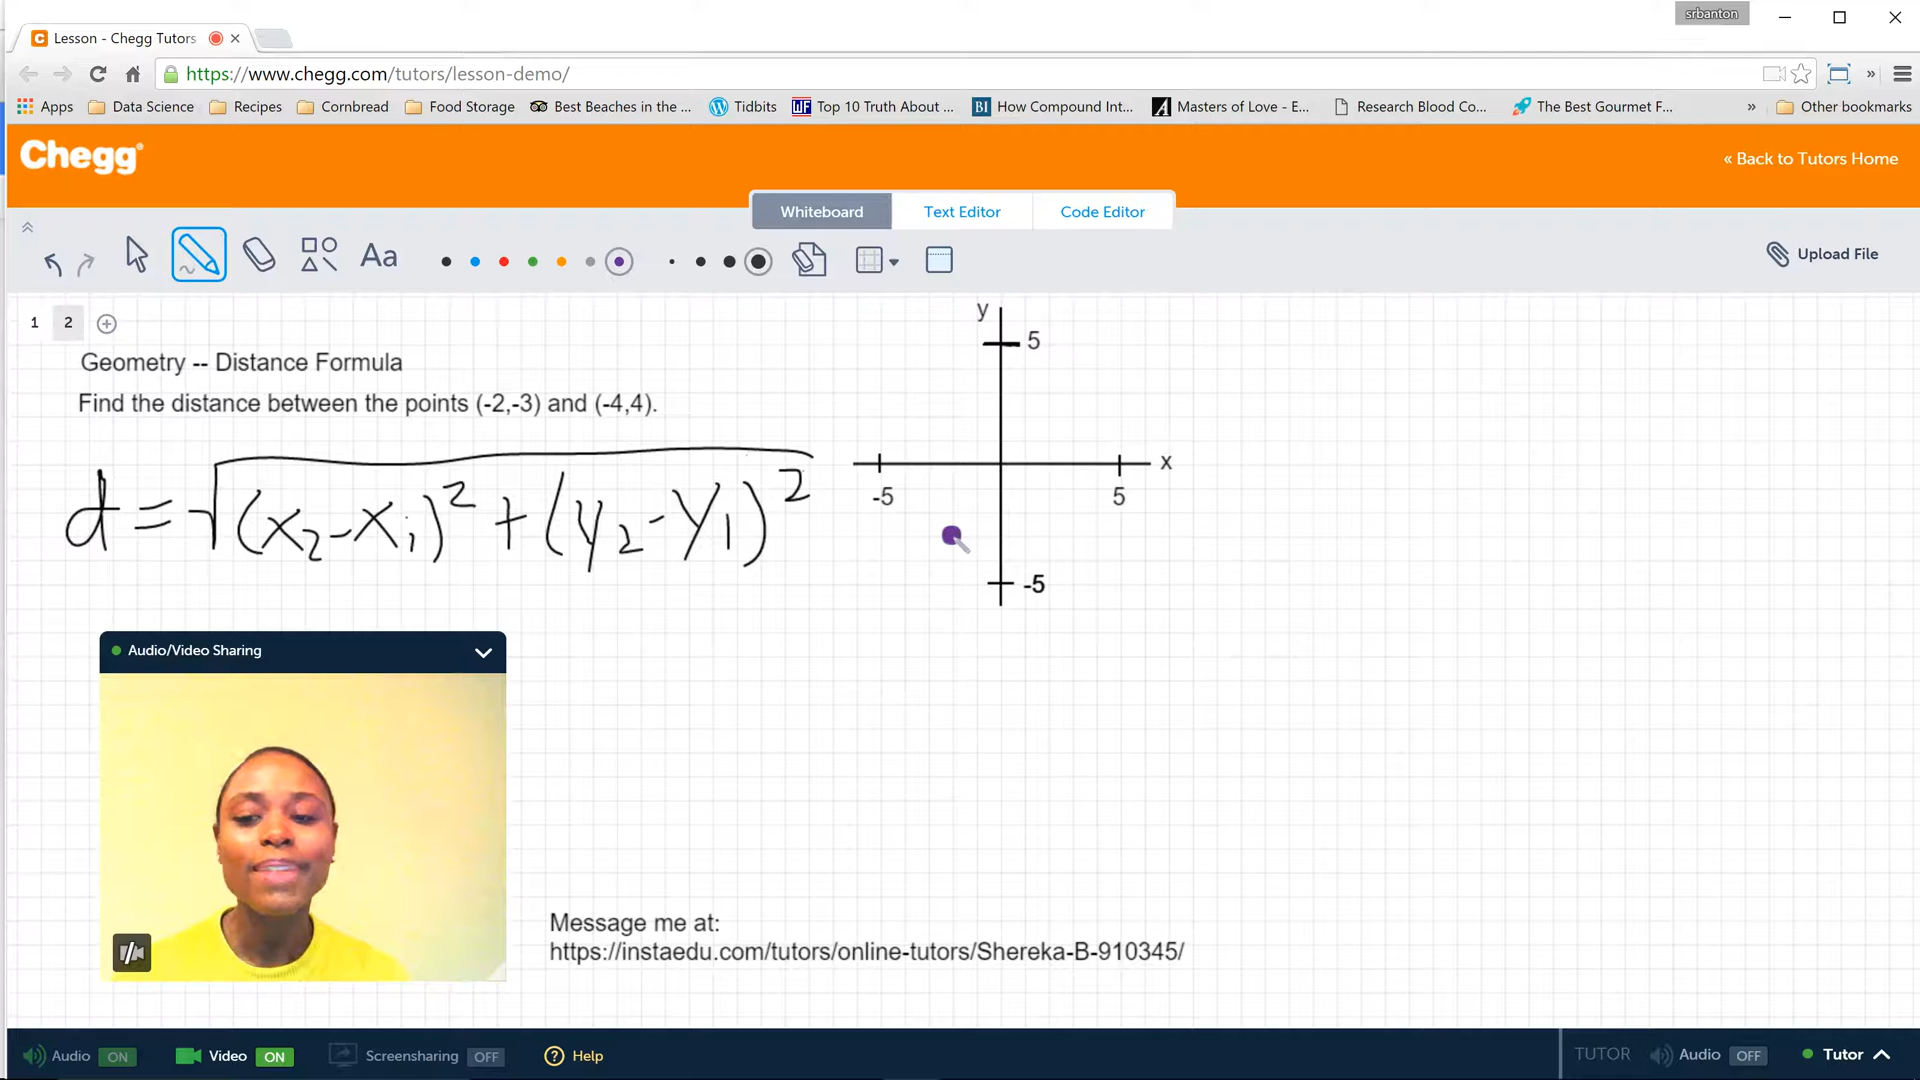 srbanton
Lesson - Chegg Tutors
https://www.chegg.com/tutors/lesson-demo/
Apps Data Science Recipes Cornbread Food Storage Best Beaches in the ... Tidbits Top 10 Truth About ... How Compound Int... Masters of Love - E... Research Blood Co... The Best Gourmet F... » Other bookmarks
Chegg
« Back to Tutors Home
Whiteboard Text Editor Code Editor
Aa
Upload File
1 2
Geometry -- Distance Formula
Find the distance between the points (-2,-3) and (-4,4).
d=√(x₂-x₁)²+(y₂-y₁)²
y
5
x
-5 5
-5
Audio/Video Sharing
Message me at:
https://instaedu.com/tutors/online-tutors/Shereka-B-910345/
Audio ON Video ON Screensharing OFF ? Help TUTOR Audio OFF Tutor